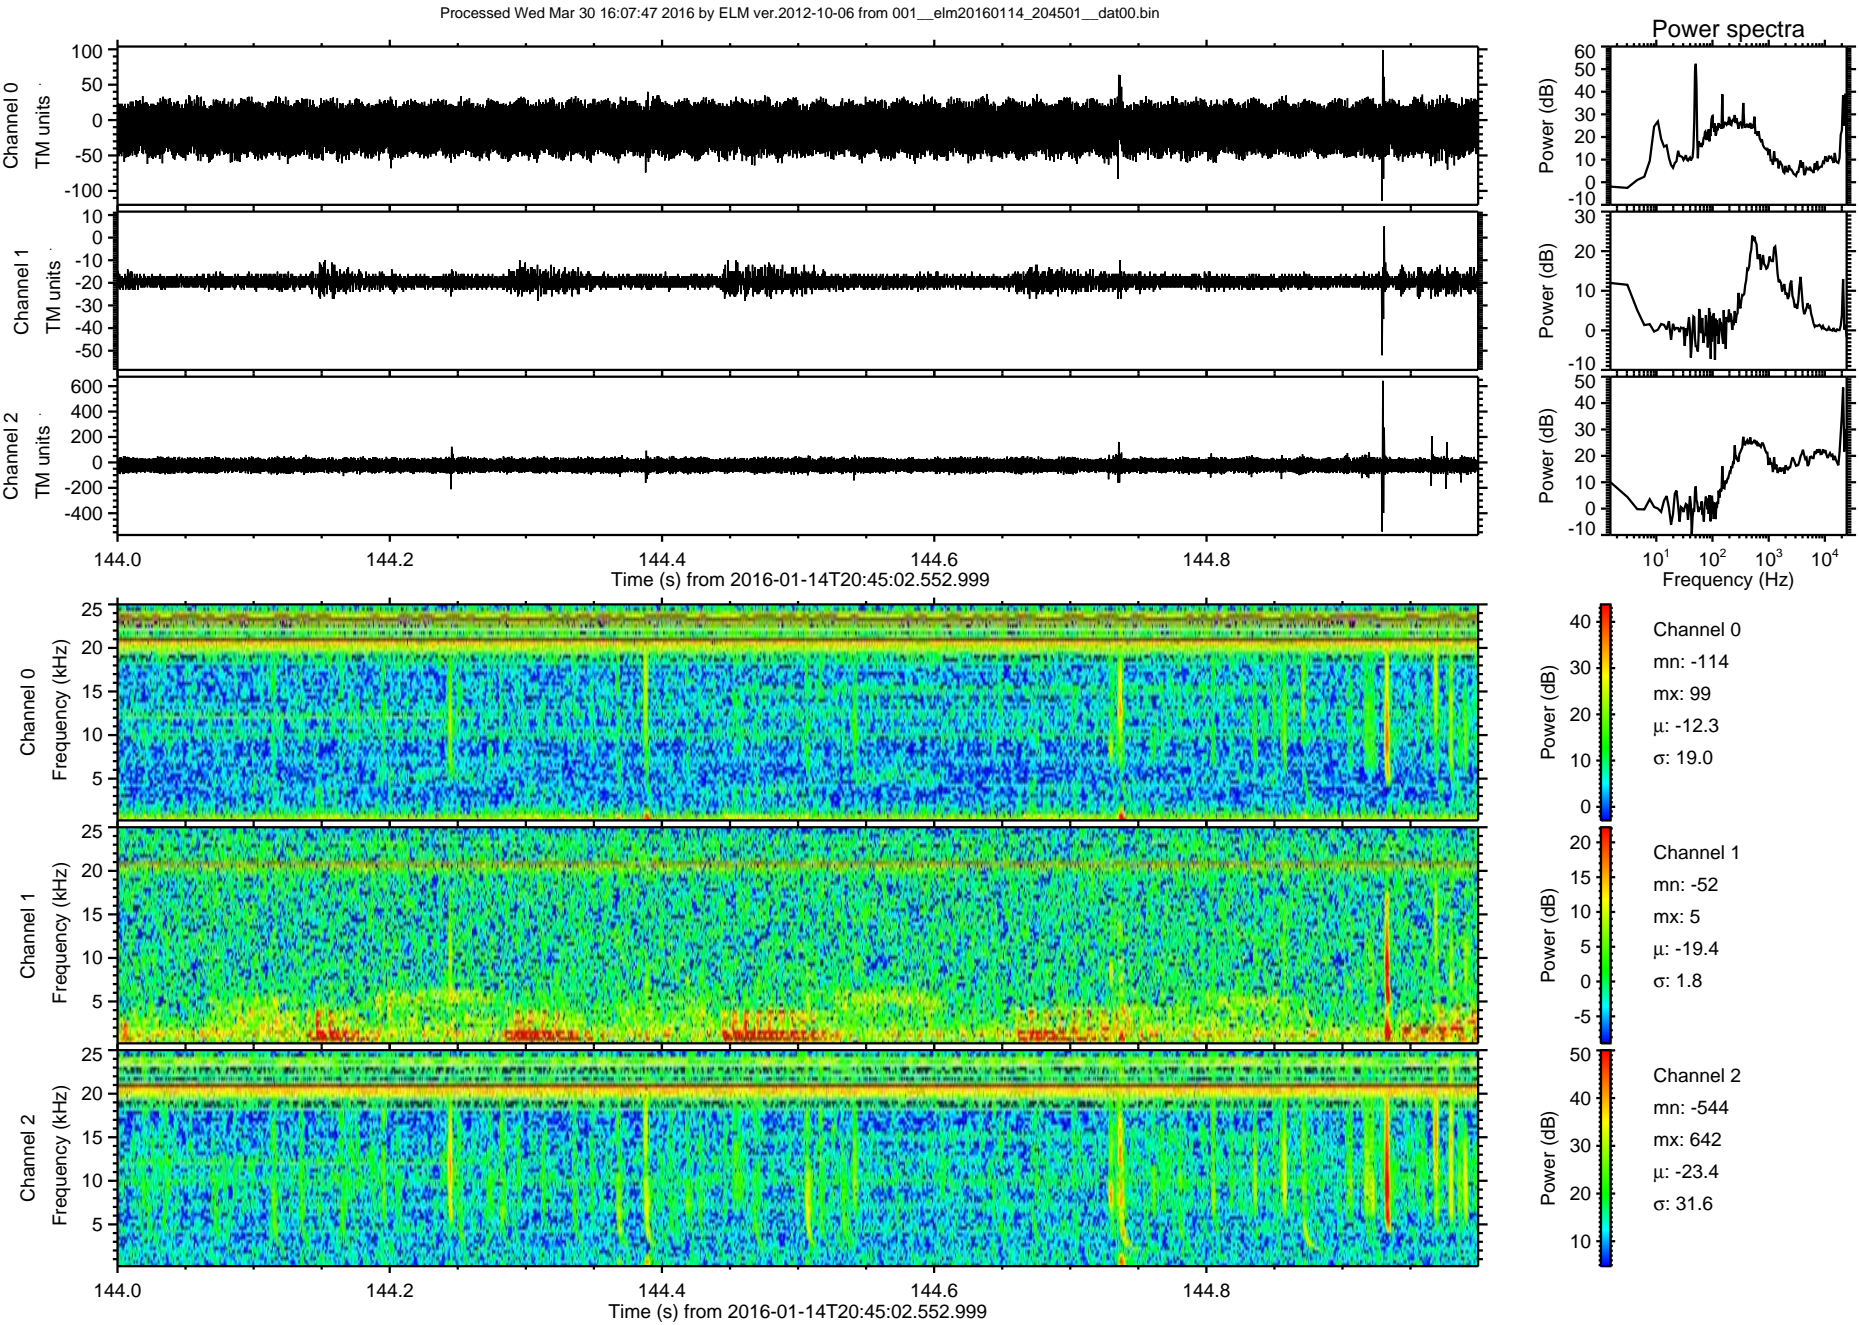 Processed Wed Mar 30 16:07:47 2016 by ELM ver.2012-10-06 from 001__elm20160114_204501__dat00.bin
Power spectra
Channel 0
TM units
100
50
0
-50
-100
Power (dB)
60
50
40
30
20
10
0
-10
Channel 1
TM units
10
0
-10
-20
-30
-40
-50
Power (dB)
30
20
10
0
-10
Channel 2
TM units
600
400
200
0
-200
-400
Power (dB)
50
40
30
20
10
0
-10
144.0 144.2 144.4 144.6 144.8
Time (s) from 2016-01-14T20:45:02.552.999
10¹ 10² 10³ 10⁴
Frequency (Hz)
Channel 0
Frequency (kHz)
25
20
15
10
5
Power (dB)
40
30
20
10
0
Channel 0
mn: -114
mx: 99
μ: -12.3
σ: 19.0
Channel 1
Frequency (kHz)
25
20
15
10
5
Power (dB)
20
15
10
5
0
-5
Channel 1
mn: -52
mx: 5
μ: -19.4
σ: 1.8
Channel 2
Frequency (kHz)
25
20
15
10
5
Power (dB)
50
40
30
20
10
Channel 2
mn: -544
mx: 642
μ: -23.4
σ: 31.6
144.0 144.2 144.4 144.6 144.8
Time (s) from 2016-01-14T20:45:02.552.999